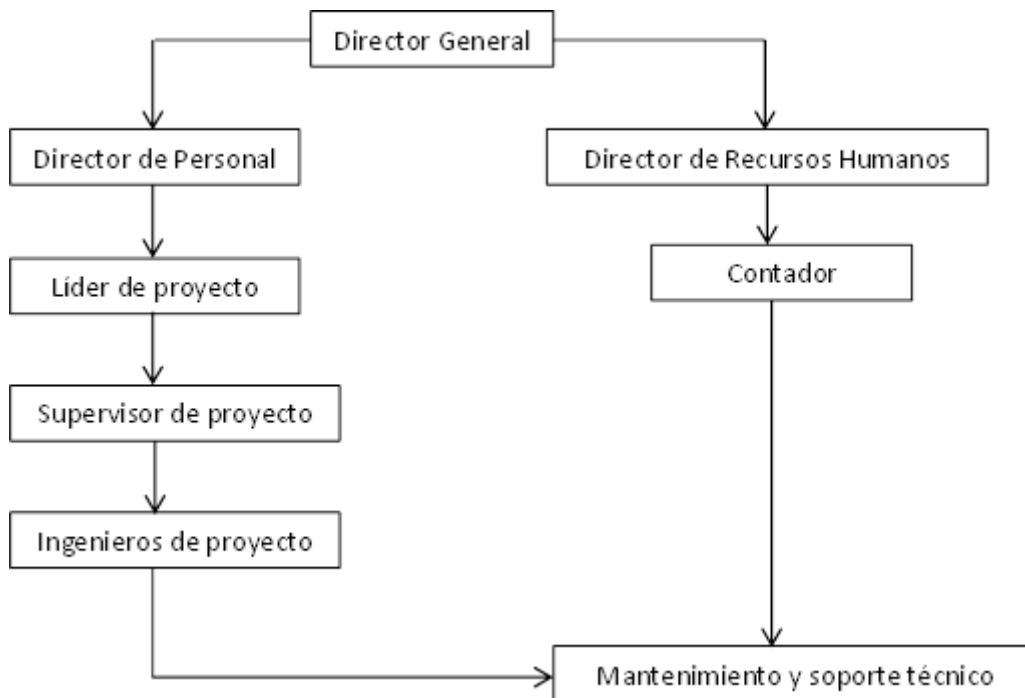 Director General
Director de Personal
Director de Recursos Humanos
Líder de proyecto
Contador
Supervisor de proyecto
Ingenieros de proyecto
Mantenimiento y soporte técnico